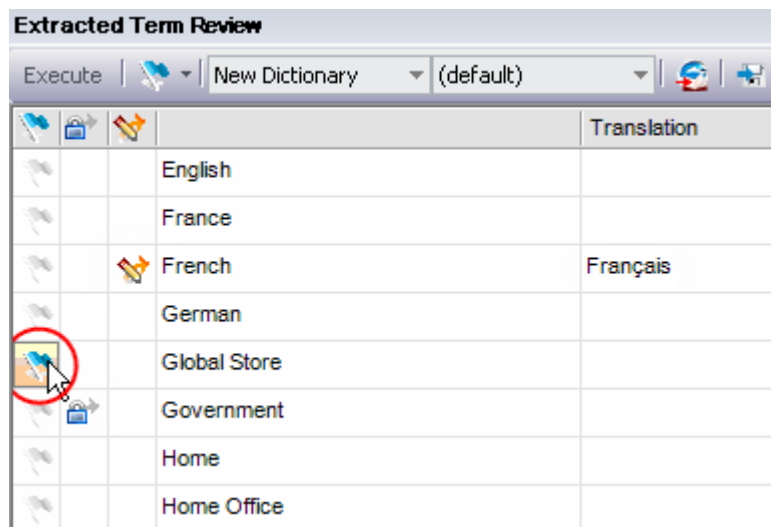 Extracted Term Review
Execute New Dictionary (default)
Translation
English
France
French Français
German
Global Store
Government
Home
Home Office